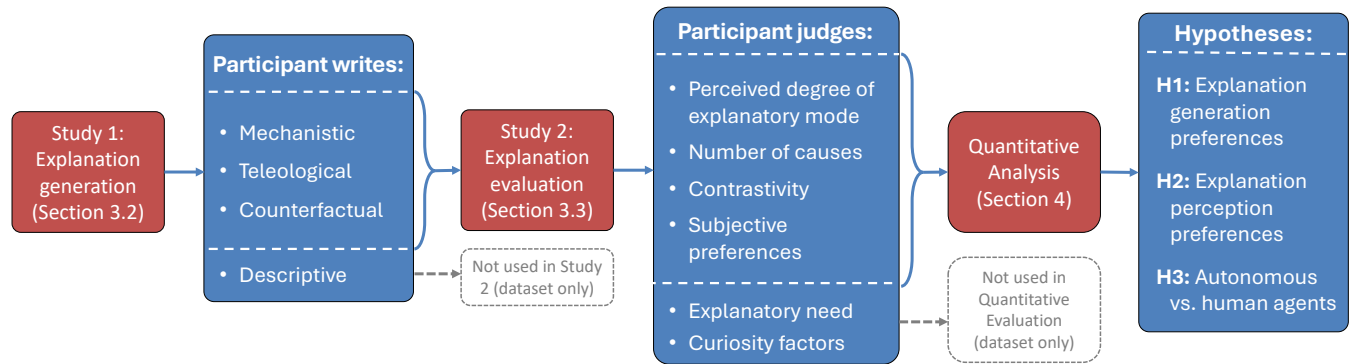 Study 1:
Explanation
generation
(Section 3.2)
Participant writes:
• Mechanistic
• Teleological
• Counterfactual
• Descriptive
Study 2:
Explanation
evaluation
(Section 3.3)
Not used in Study
2 (dataset only)
Participant judges:
• Perceived degree of
explanatory mode
• Number of causes
• Contrastivity
• Subjective
preferences
• Explanatory need
• Curiosity factors
Quantitative
Analysis
(Section 4)
Not used in
Quantitative
Evaluation
(dataset only)
Hypotheses:
H1: Explanation
generation
preferences
H2: Explanation
perception
preferences
H3: Autonomous
vs. human agents